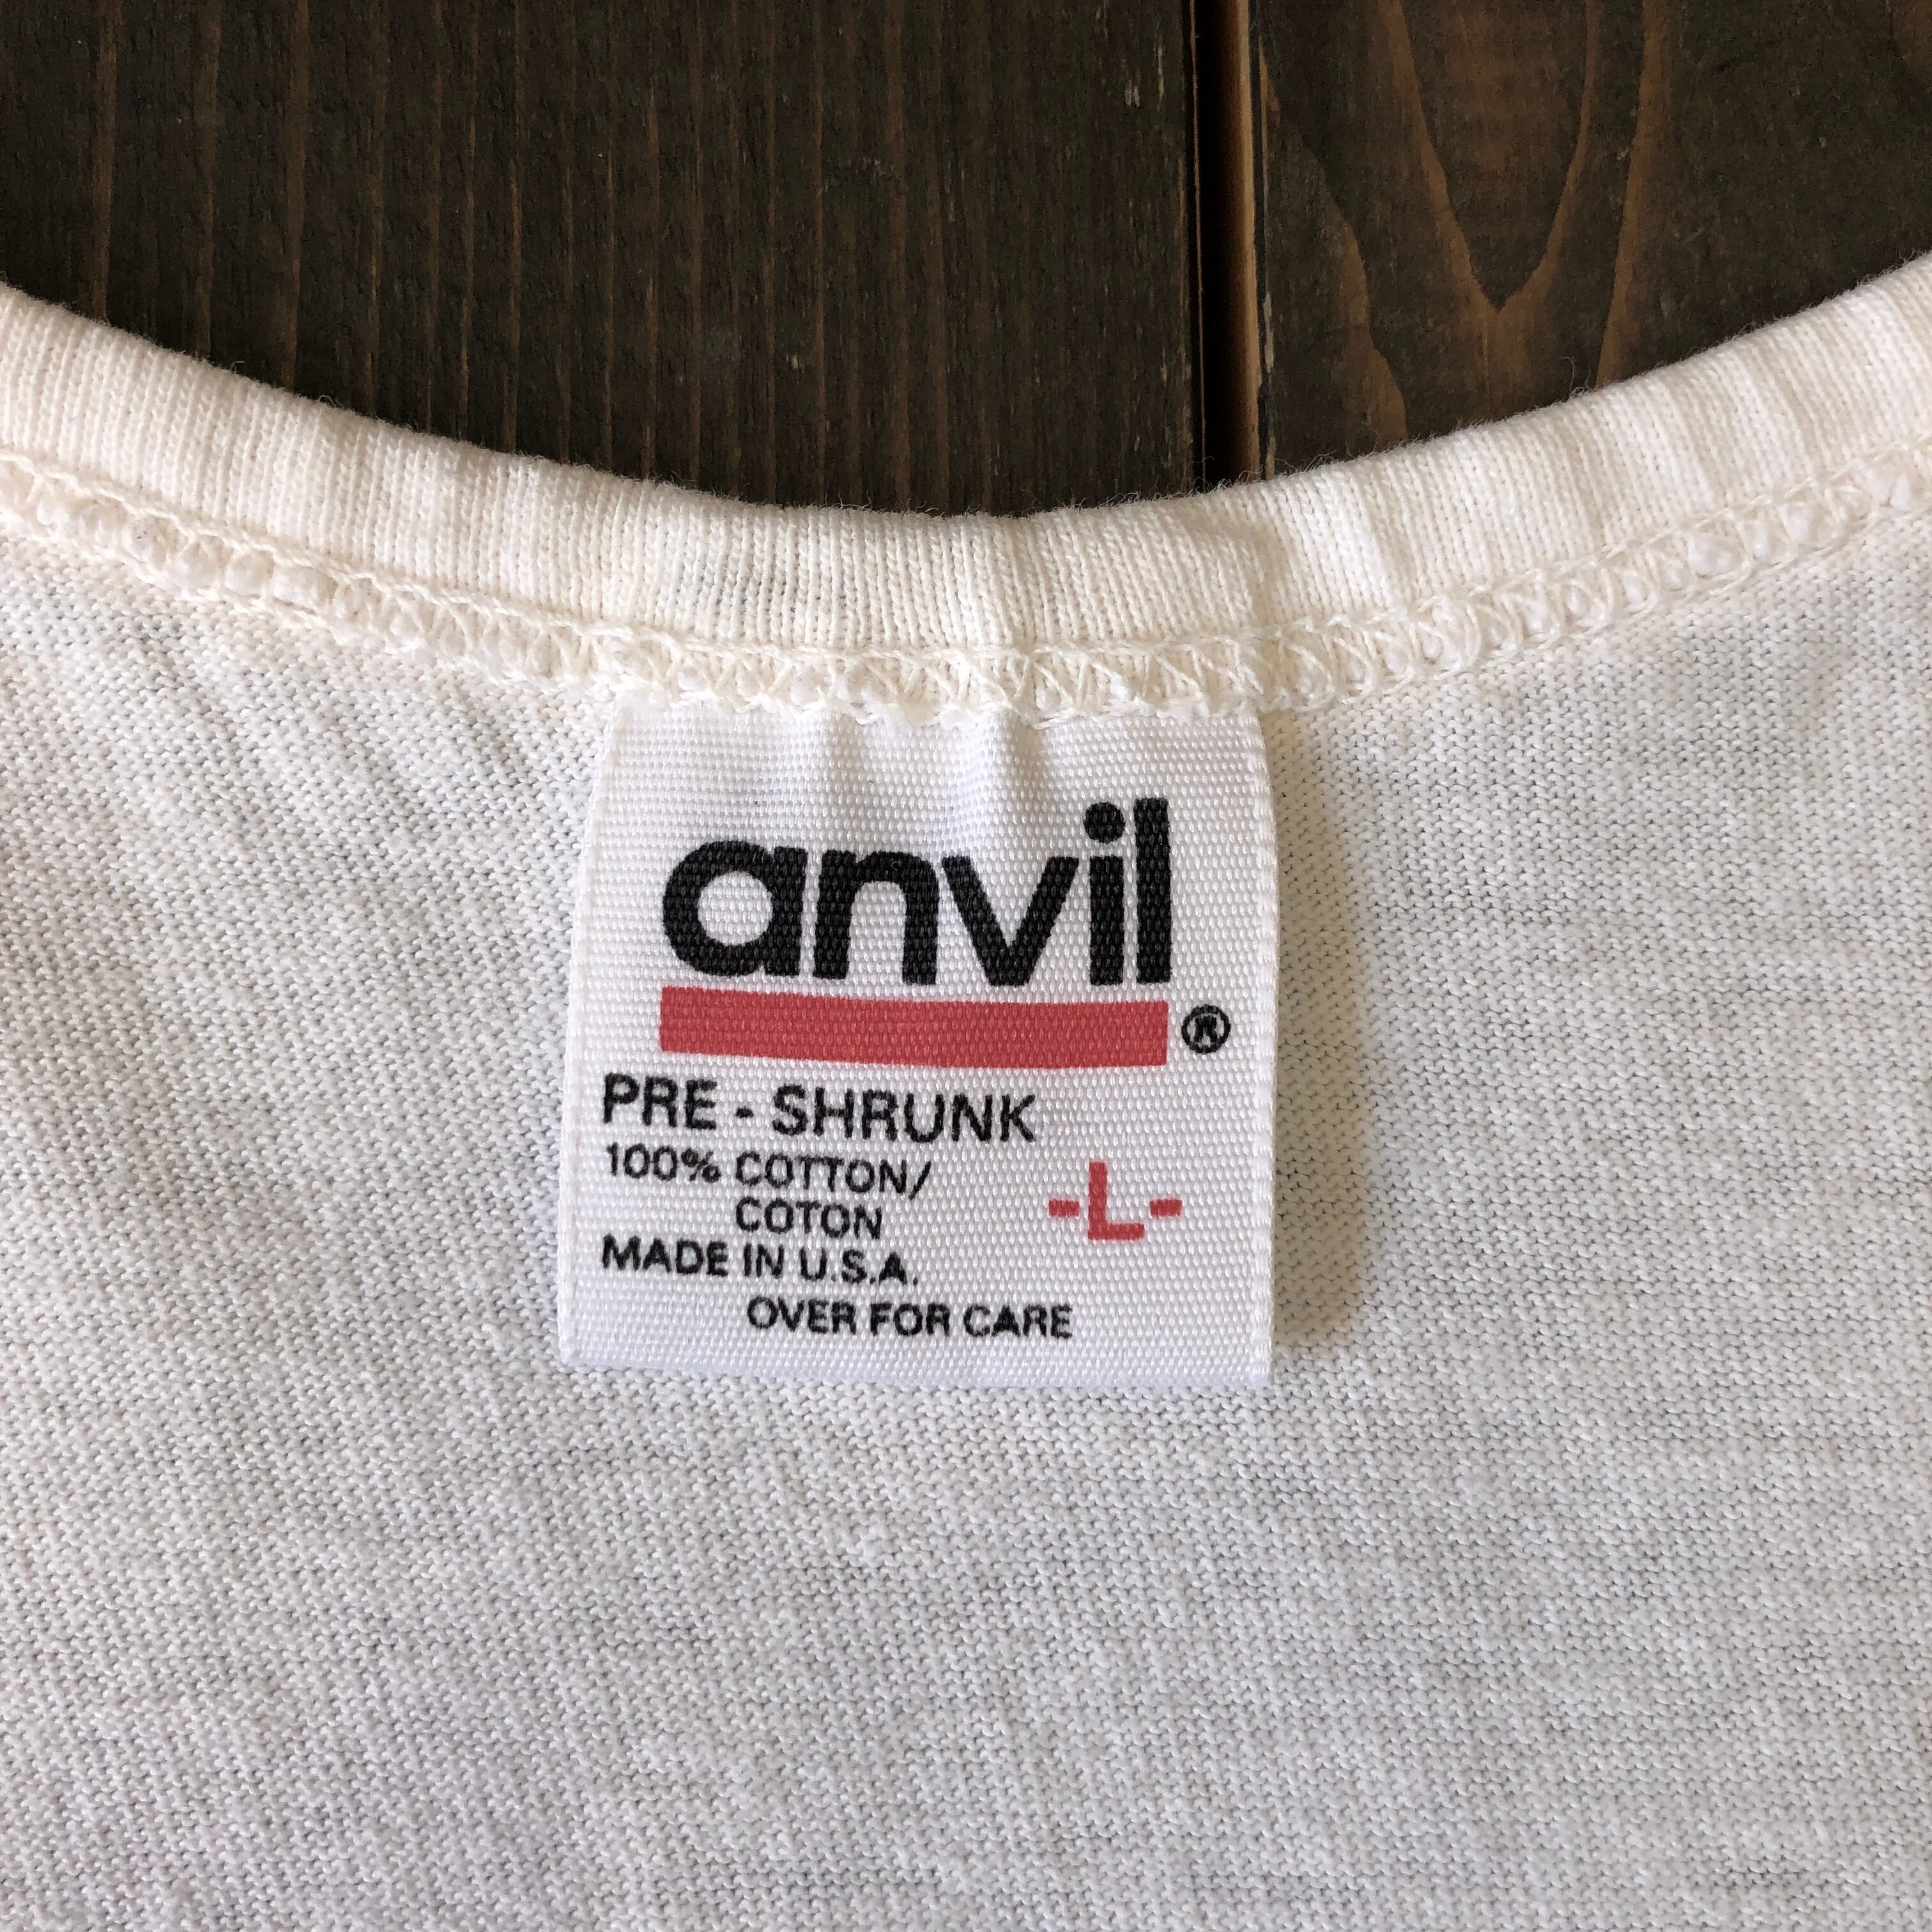 anvil
®
PRE - SHRUNK
100% COTTON/
COTON
-L-
MADE IN U.S.A.
OVER FOR CARE